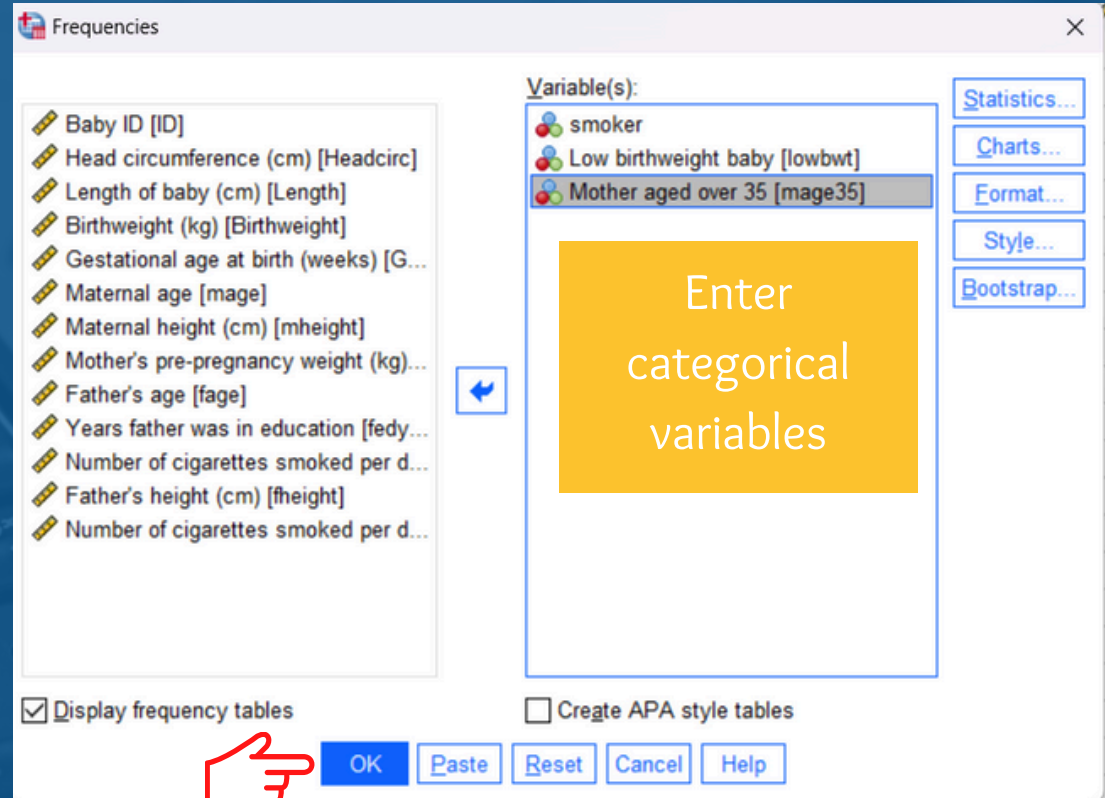 Frequencies
Variable(s):
Baby ID [ID]
Head circumference (cm) [Headcirc]
Length of baby (cm) [Length]
Birthweight (kg) [Birthweight]
Gestational age at birth (weeks) [G...
Maternal age [mage]
Maternal height (cm) [mheight]
Mother's pre-pregnancy weight (kg)...
Father's age [fage]
Years father was in education [fedy...
Number of cigarettes smoked per d...
Father's height (cm) [fheight]
Number of cigarettes smoked per d...
smoker
Low birthweight baby [lowbwt]
Mother aged over 35 [mage35]
Enter
categorical
variables
Statistics...
Charts...
Format...
Style...
Bootstrap...
Display frequency tables
Create APA style tables
OK Paste Reset Cancel Help